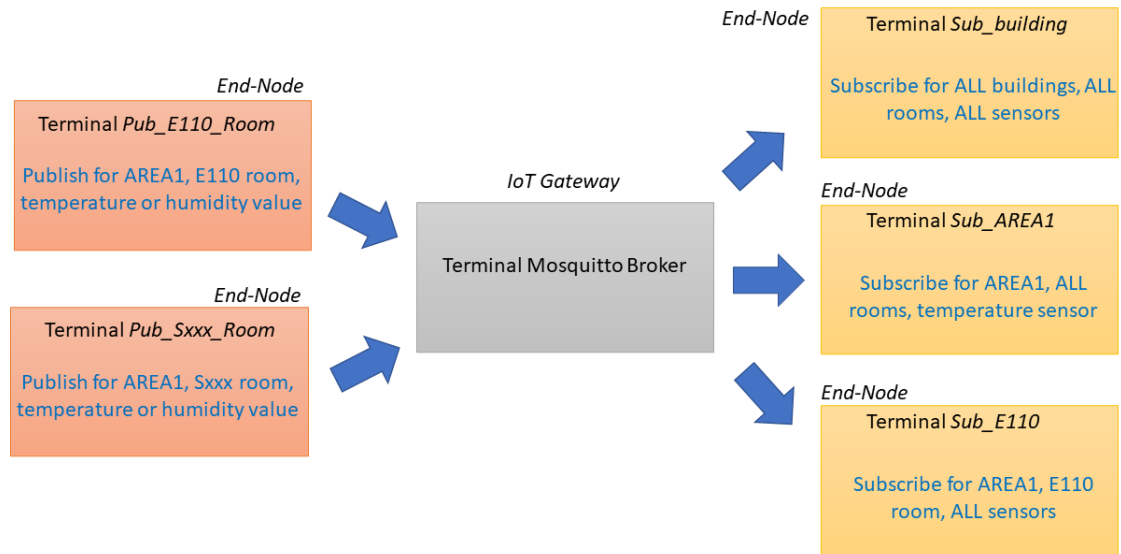 End-Node
Terminal Pub_E110_Room
Publish for AREA1, E110 room,
temperature or humidity value
End-Node
Terminal Pub_Sxxx_Room
Publish for AREA1, Sxxx room,
temperature or humidity value
IoT Gateway
Terminal Mosquitto Broker
End-Node
Terminal Sub_building
Subscribe for ALL buildings, ALL
rooms, ALL sensors
End-Node
Terminal Sub_AREA1
Subscribe for AREA1, ALL
rooms, temperature sensor
End-Node
Terminal Sub_E110
Subscribe for AREA1, E110
room, ALL sensors